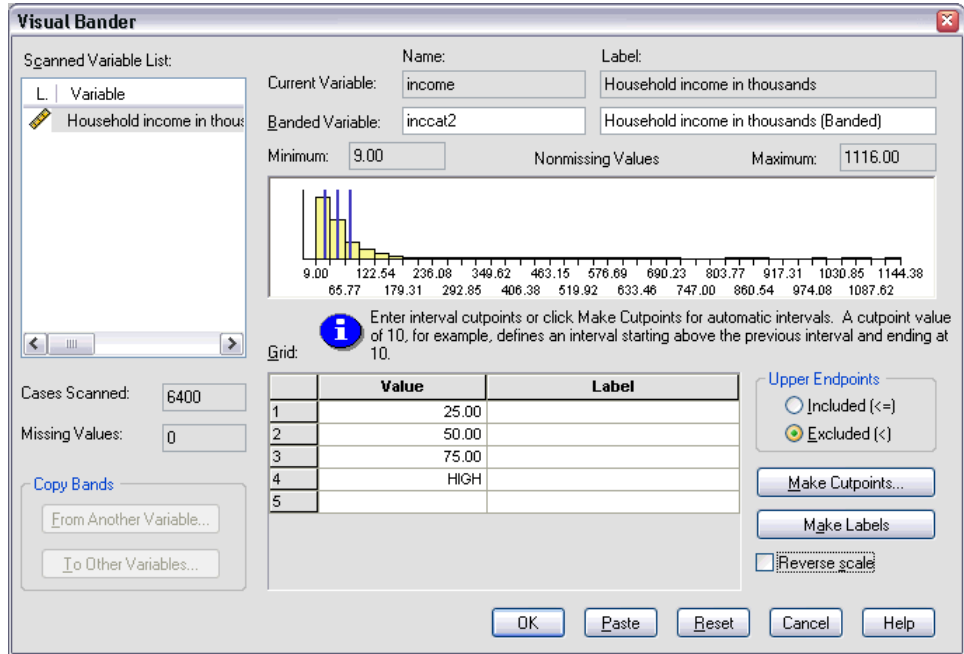 Visual Bander
Scanned Variable List:
L. Variable
Household income in thous
Name: Label:
Current Variable: income Household income in thousands
Banded Variable: inccat2 Household income in thousands (Banded)
Minimum: 9.00 Nonmissing Values Maximum: 1116.00
9.00 122.54 236.08 349.62 463.15 576.69 690.23 803.77 917.31 1030.85 1144.38
65.77 179.31 292.85 406.38 519.92 633.46 747.00 860.54 974.08 1087.62
Enter interval cutpoints or click Make Cutpoints for automatic intervals. A cutpoint value
of 10, for example, defines an interval starting above the previous interval and ending at
10.
Grid:
Value Label
1 25.00
2 50.00
3 75.00
4 HIGH
5
Upper Endpoints
Included (<=)
Excluded (<)
Make Cutpoints...
Make Labels
Reverse scale
Cases Scanned: 6400
Missing Values: 0
Copy Bands
From Another Variable...
To Other Variables...
OK Paste Reset Cancel Help